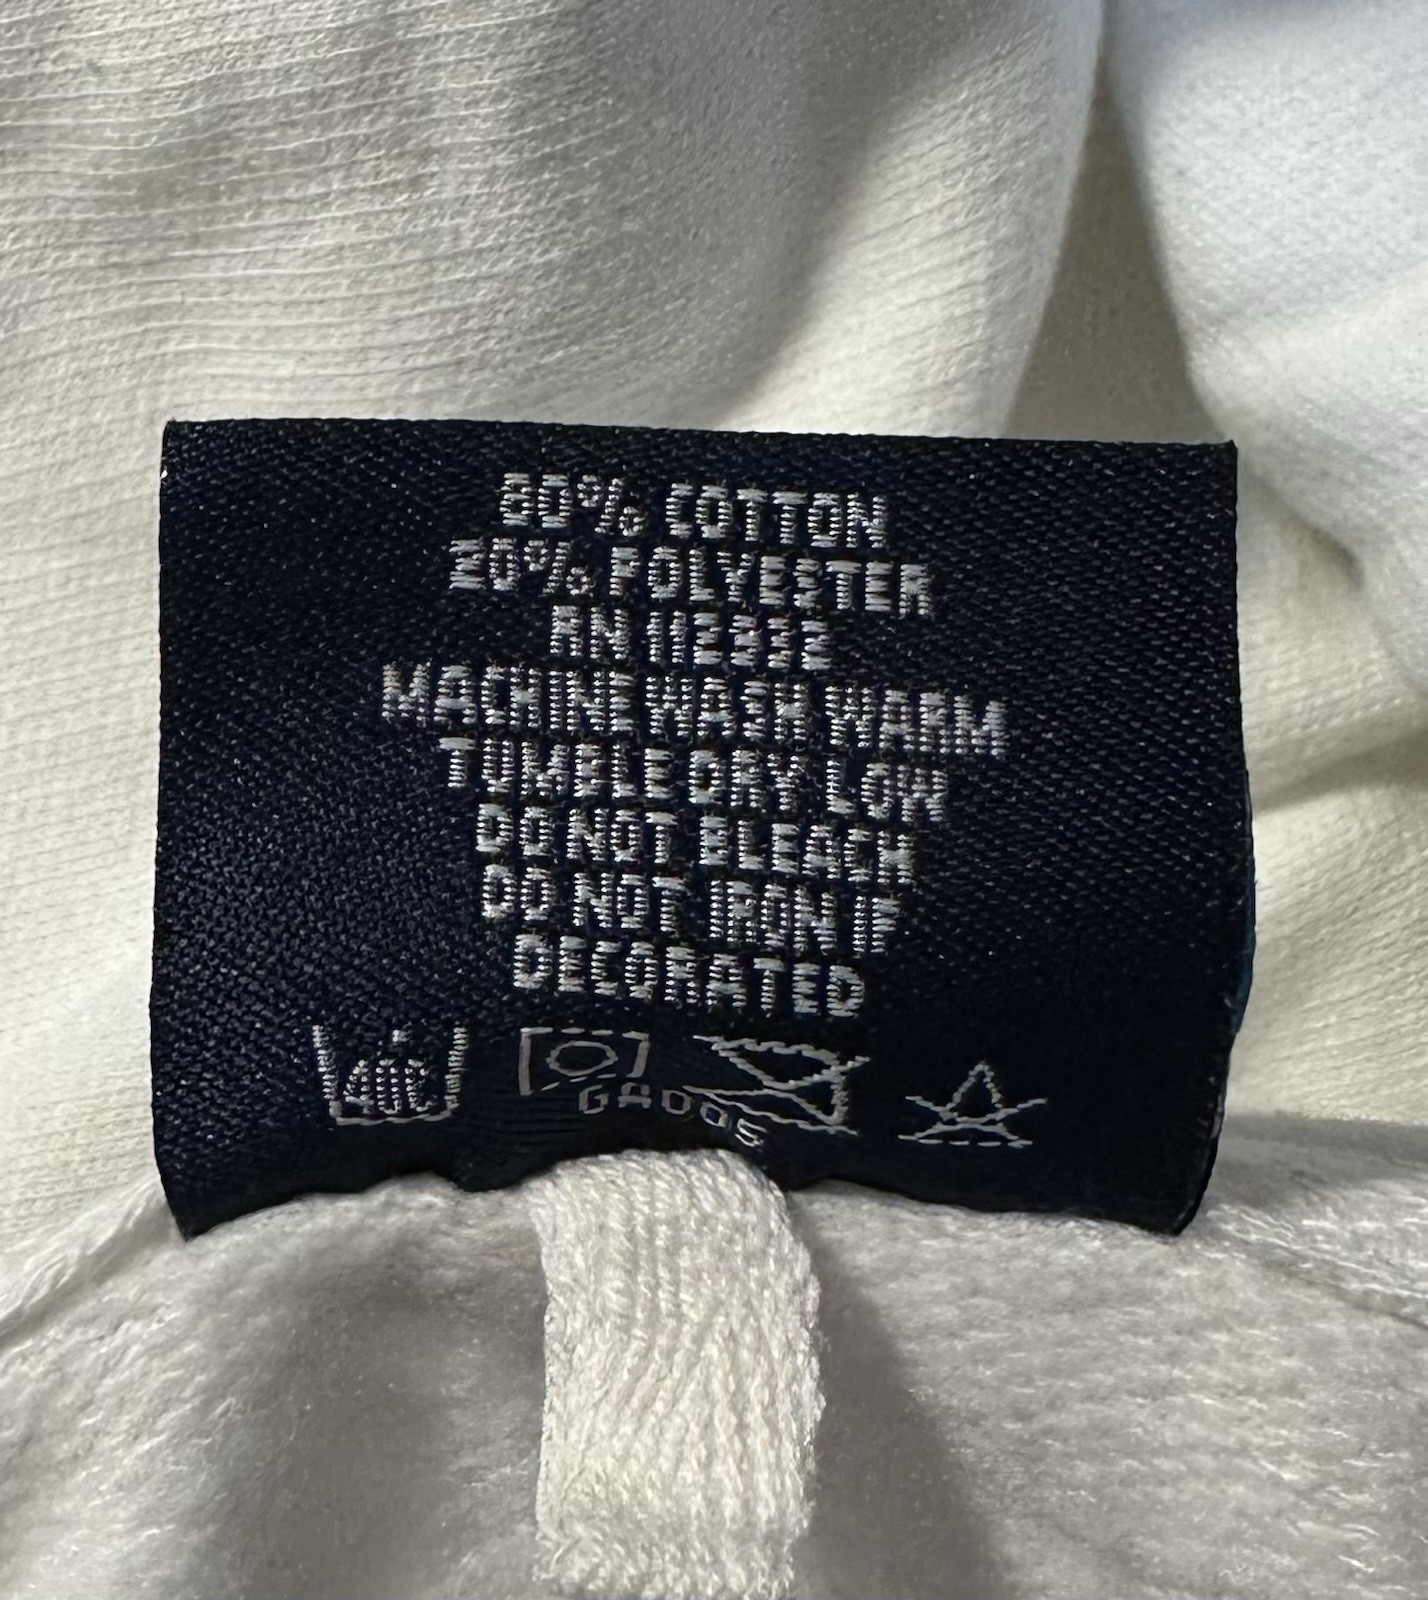 80% COTTON
20% POLYESTER
RN 112832
MACHINE WASH WARM
TUMBLE DRY LOW
DO NOT BLEACH
DO NOT IRON IF
DECORATED
40C